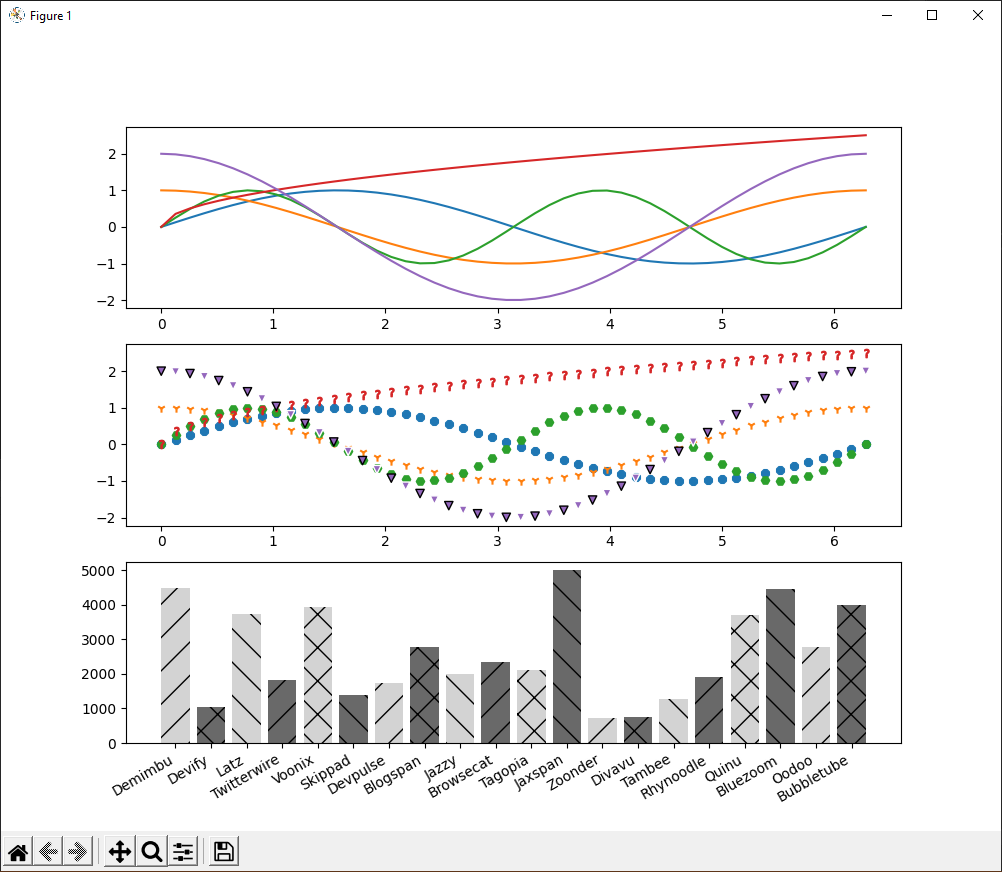 Figure 1
2
1
0
−1
−2
0 1 2 3 4 5 6
2
1
0
−1
−2
0 1 2 3 4 5 6
5000
4000
3000
2000
1000
0
Demimbu
Devify
Latz
Twitterwire
Voonix
Skippad
Devpulse
Blogspan
Jazzy
Browsecat
Tagopia
Jaxspan
Zoonder
Divavu
Tambee
Rhynoodle
Quinu
Bluezoom
Oodoo
Bubbletube